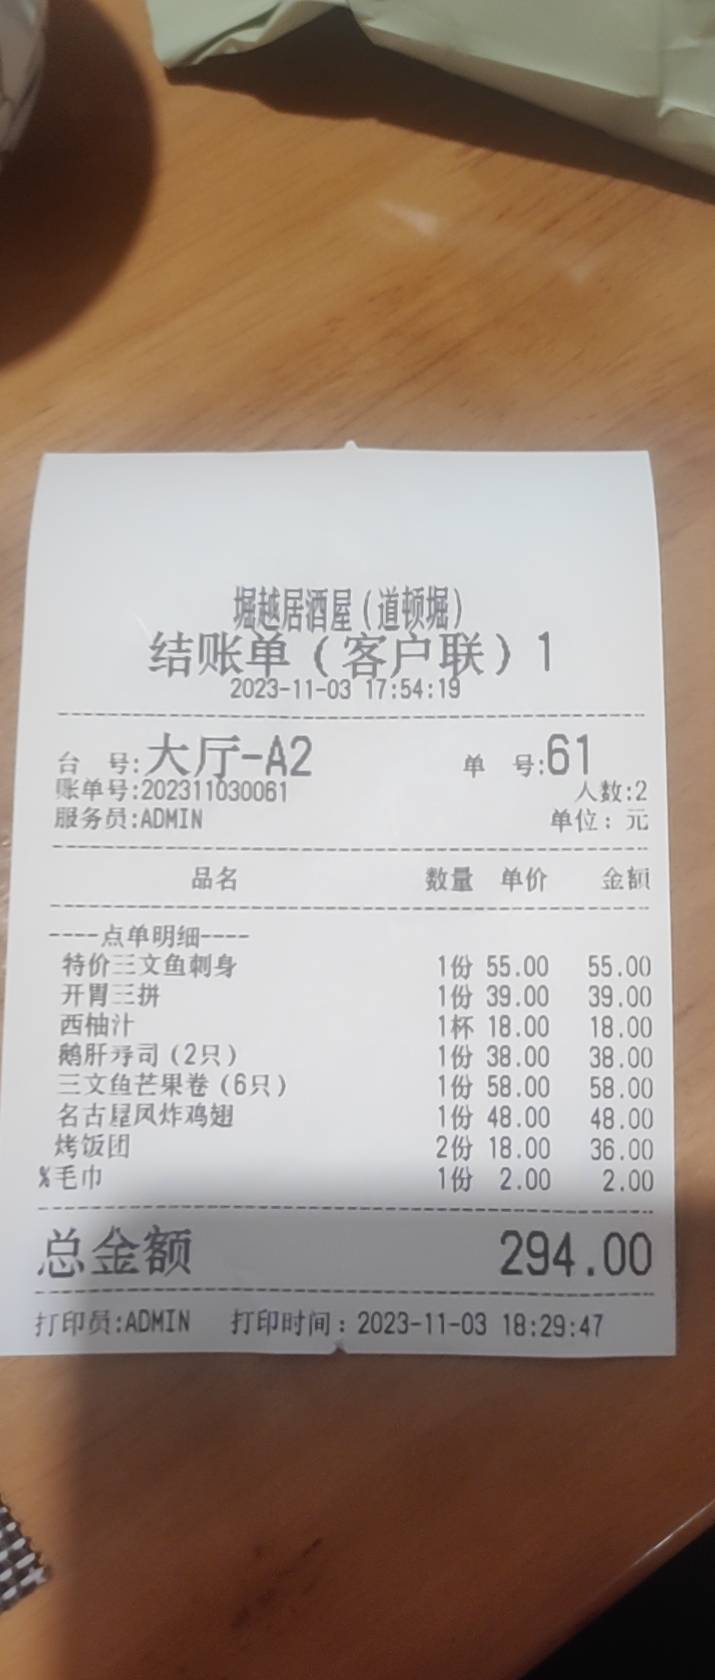 堀越居酒屋(道顿堀)
结账单(客户联)1
2023-11-03 17:54:19
台 号:大厅-A2 单 号:61
账单号:202311030061 人数:2
服务员:ADMIN 单位: 元
品名 数量 单价 金额
----点单明细----
特价三文鱼刺身 1份 55.00 55.00
开胃三拼 1份 39.00 39.00
西柚汁 1杯 18.00 18.00
鹅肝寿司(2只) 1份 38.00 38.00
三文鱼芒果卷(6只) 1份 58.00 58.00
名古屋风炸鸡翅 1份 48.00 48.00
烤饭团 2份 18.00 36.00
%毛巾 1份 2.00 2.00
总金额 294.00
打印员:ADMIN 打印时间: 2023-11-03 18:29:47